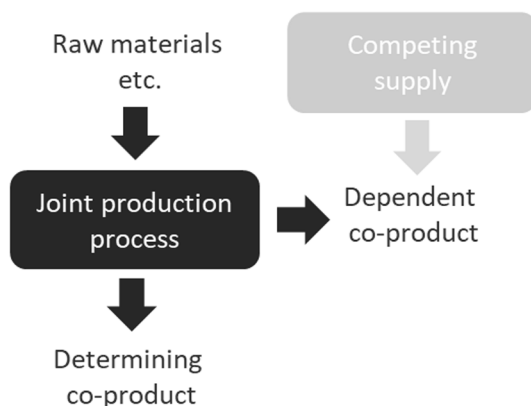 Raw materials
etc.
Competing
supply
Joint production
process
Dependent
co-product
Determining
co-product